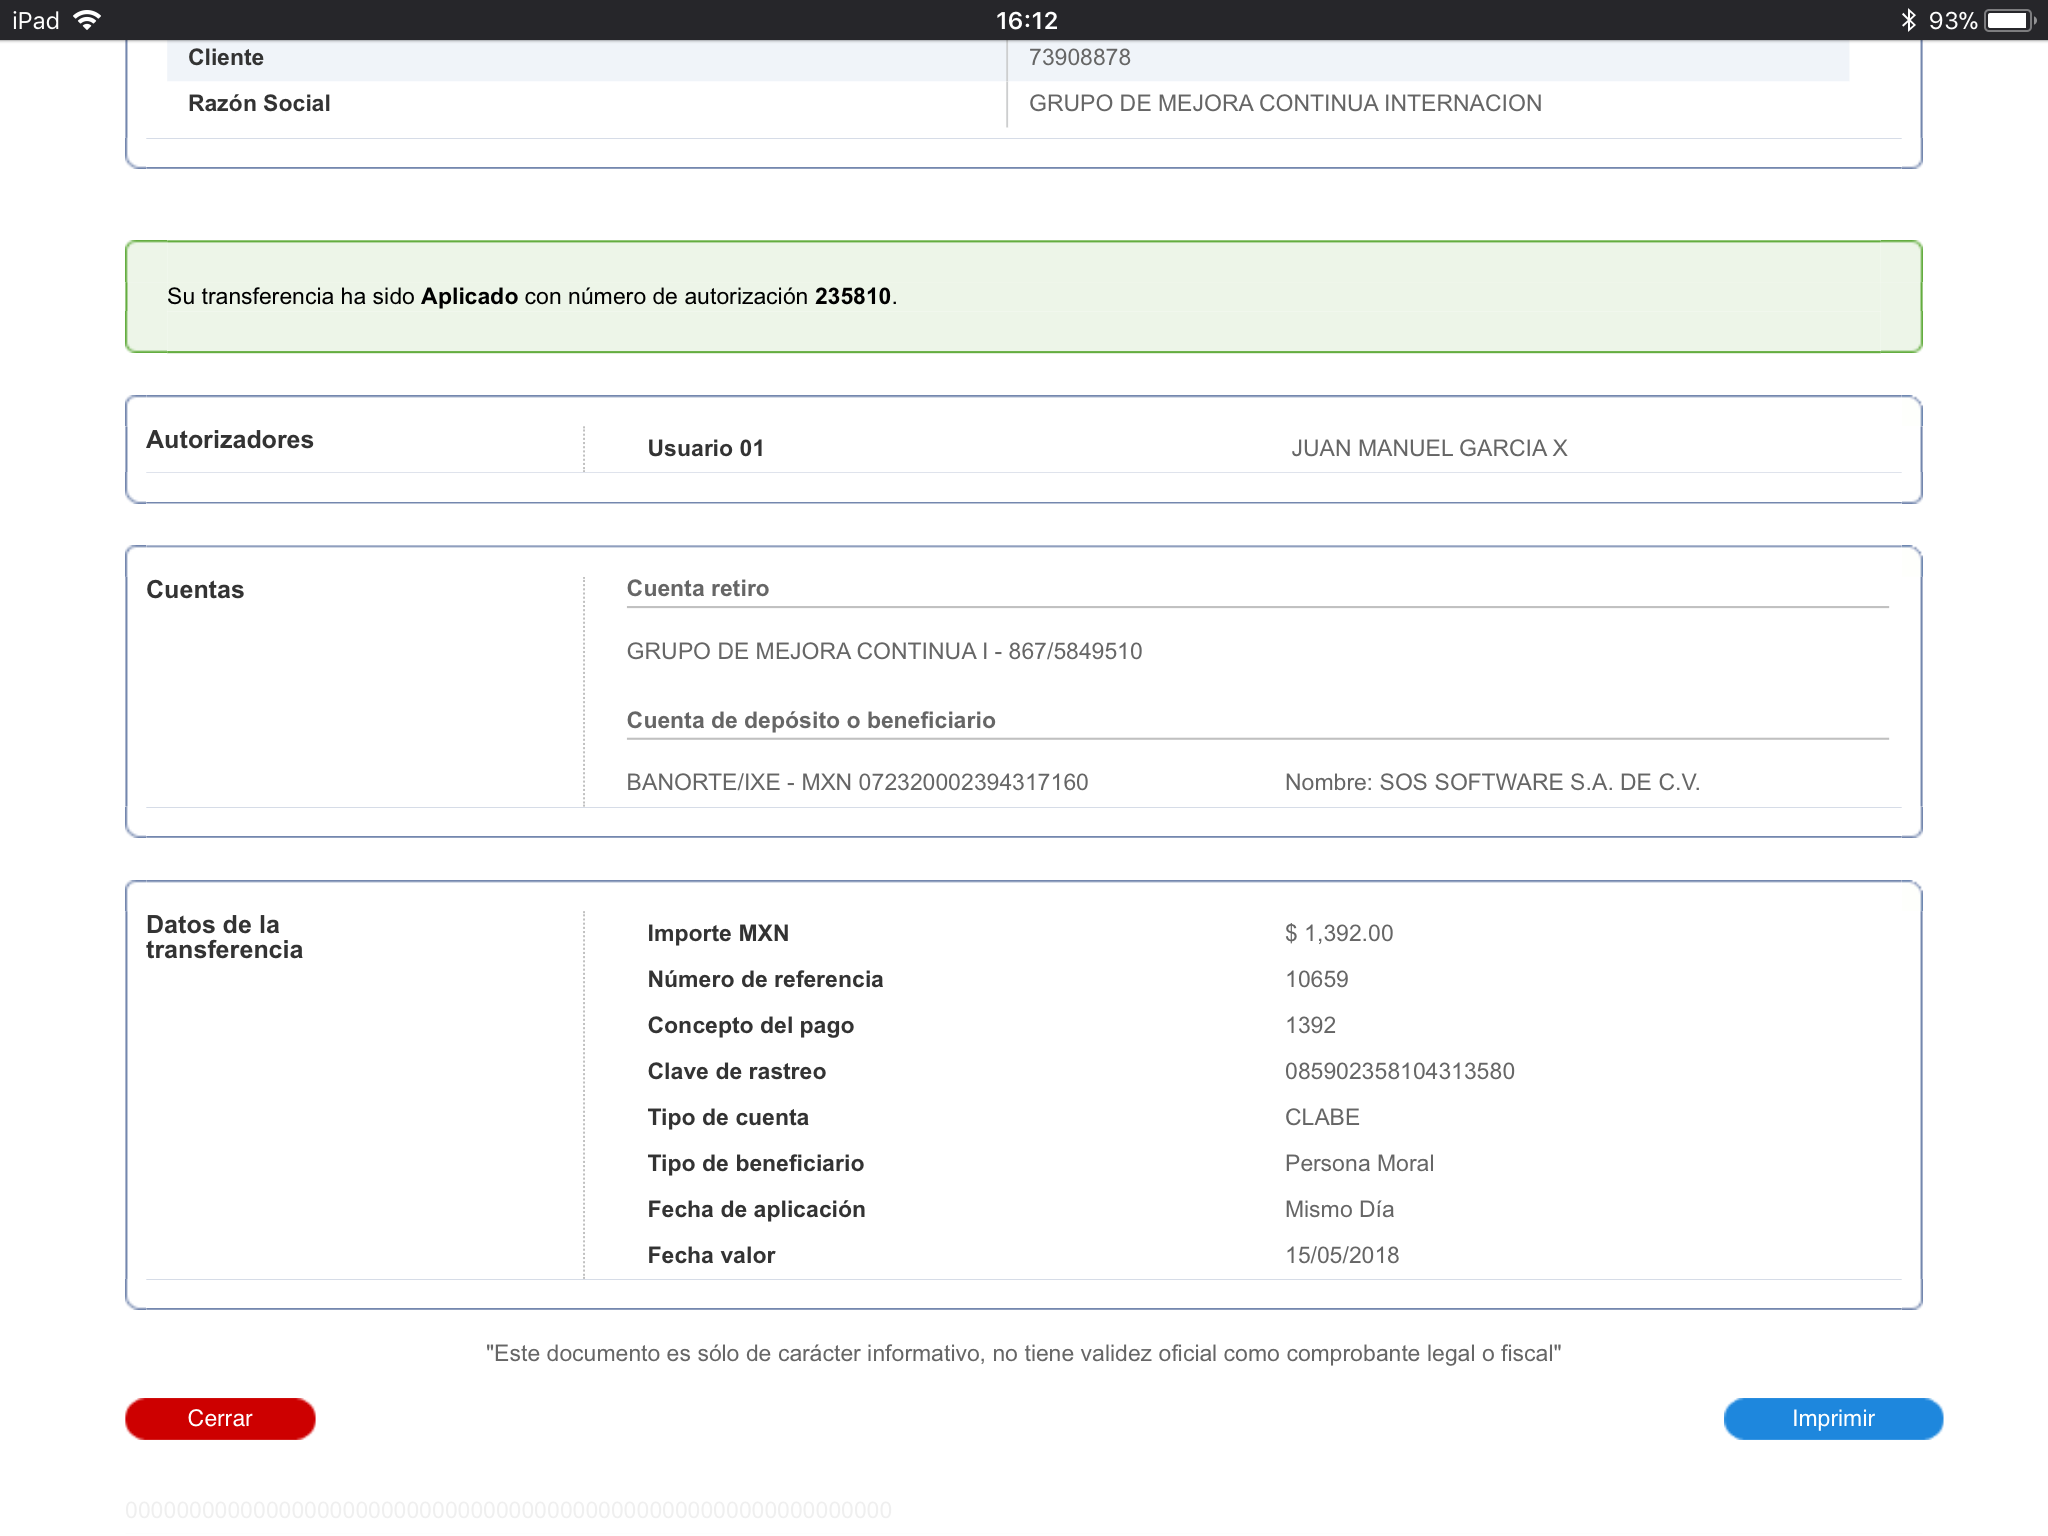 iPad 16:12 93%
Cliente 73908878
Razón Social GRUPO DE MEJORA CONTINUA INTERNACION
Su transferencia ha sido Aplicado con número de autorización 235810.
Autorizadores Usuario 01 JUAN MANUEL GARCIA X
Cuentas Cuenta retiro
GRUPO DE MEJORA CONTINUA I - 867/5849510
Cuenta de depósito o beneficiario
BANORTE/IXE - MXN 072320002394317160 Nombre: SOS SOFTWARE S.A. DE C.V.
Datos de la
transferencia
Importe MXN $ 1,392.00
Número de referencia 10659
Concepto del pago 1392
Clave de rastreo 085902358104313580
Tipo de cuenta CLABE
Tipo de beneficiario Persona Moral
Fecha de aplicación Mismo Día
Fecha valor 15/05/2018
"Este documento es sólo de carácter informativo, no tiene validez oficial como comprobante legal o fiscal"
Cerrar Imprimir